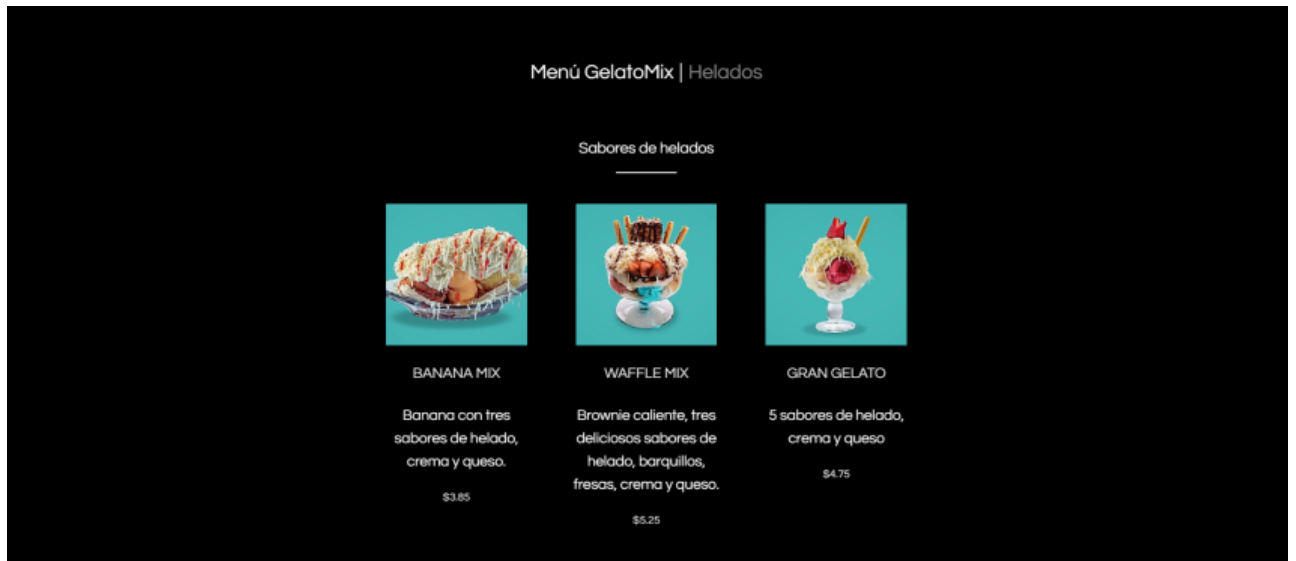 Menú GelatoMix | Helados
Sabores de helados
BANANA MIX
Banana con tres
sabores de helado,
crema y queso.
$3.85
WAFFLE MIX
Brownie caliente, tres
deliciosos sabores de
helado, barquillos,
fresas, crema y queso.
$5.25
GRAN GELATO
5 sabores de helado,
crema y queso
$4.75